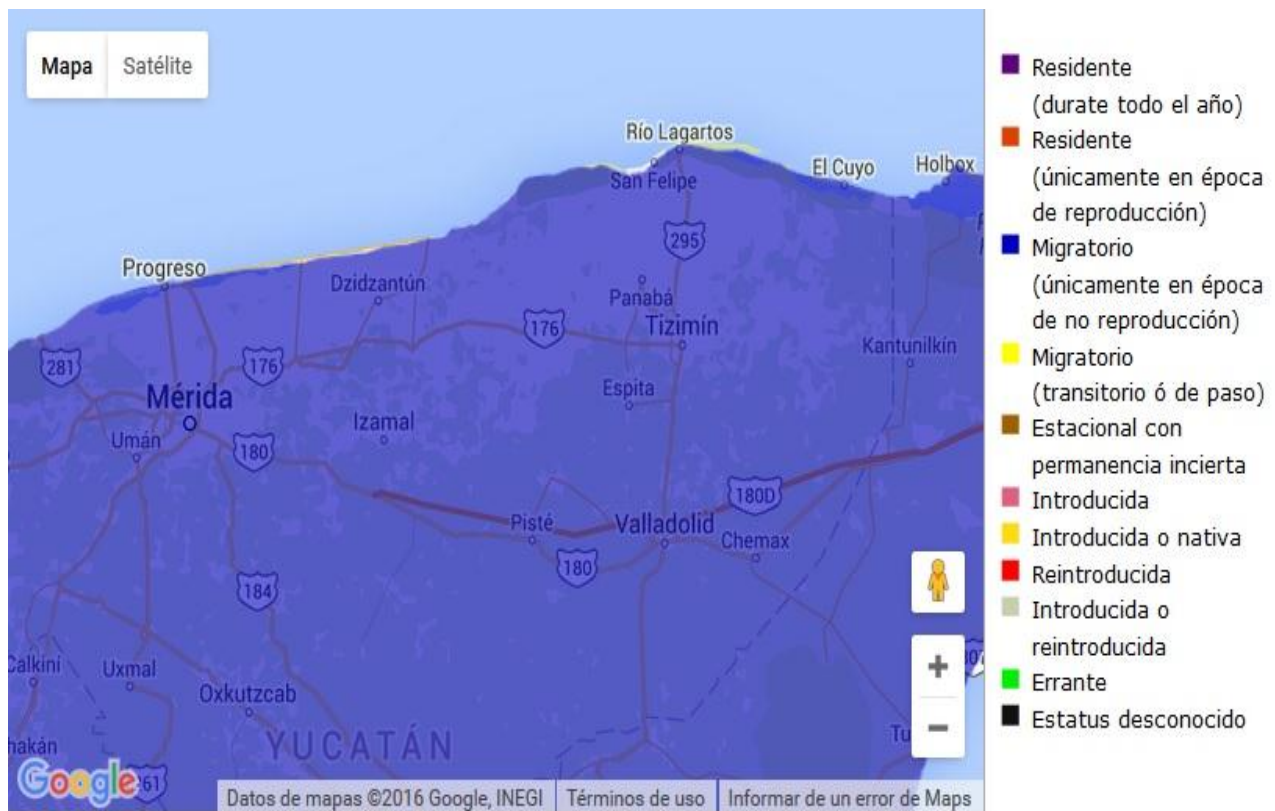 Mapa Satélite
Río Lagartos
San Felipe
El Cuyo
Holbox
295
Progreso
Dzidzantún
Panabá
176
Tizimín
Kantunilkín
281
176
Espita
Mérida
Izamal
Umán
180
180D
Pisté
Valladolid
Chemax
180
184
307
Calkiní
Uxmal
Oxkutzcab
YUCATÁN
Tu
hakán
Google
261
Datos de mapas ©2016 Google, INEGI Términos de uso Informar de un error de Maps
Residente
(durate todo el año)
Residente
(únicamente en época
de reproducción)
Migratorio
(únicamente en época
de no reproducción)
Migratorio
(transitorio ó de paso)
Estacional con
permanencia incierta
Introducida
Introducida o nativa
Reintroducida
Introducida o
reintroducida
Errante
Estatus desconocido